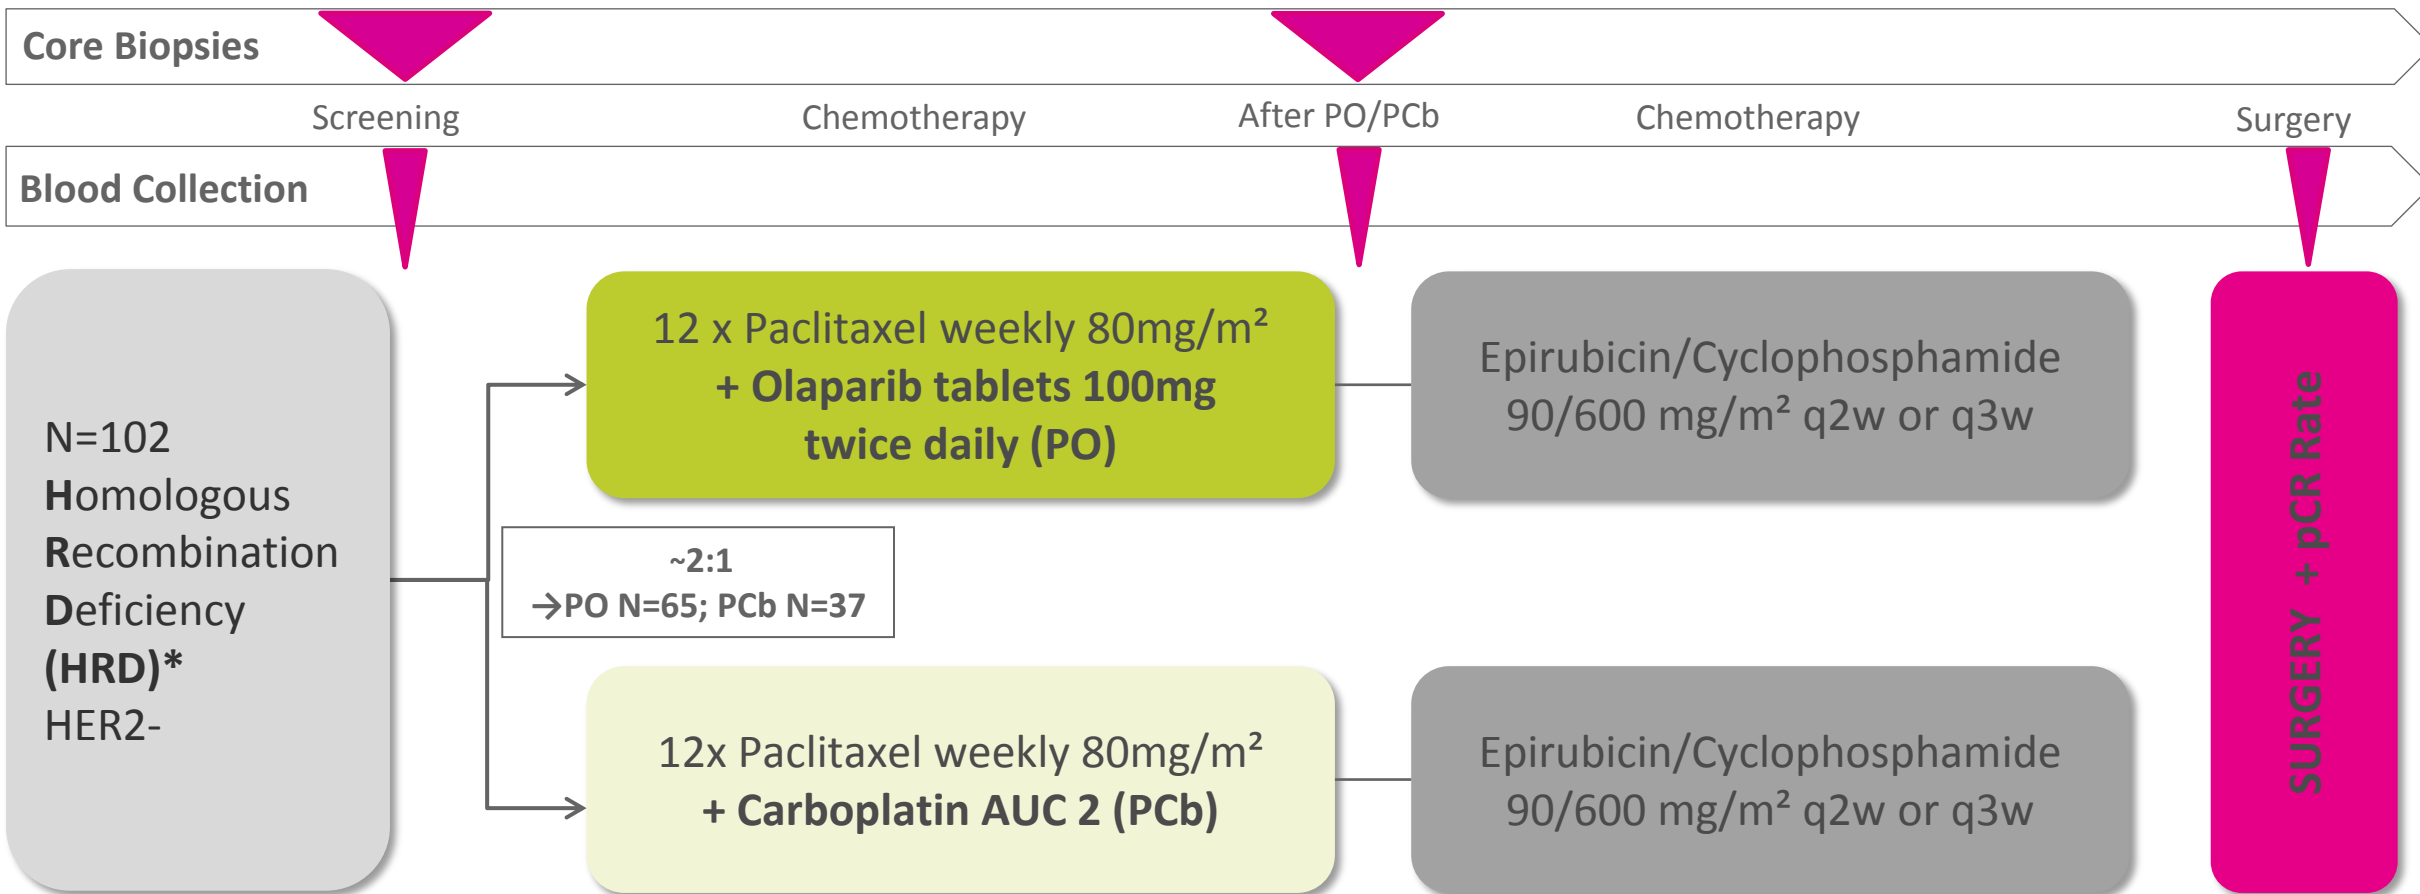 Core Biopsies
Screening
Chemotherapy
After PO/PCb
Chemotherapy
Surgery
Blood Collection
N=102
Homologous
Recombination
Deficiency
(HRD)*
HER2-
~2:1
→PO N=65; PCb N=37
12 x Paclitaxel weekly 80mg/m²
+ Olaparib tablets 100mg
twice daily (PO)
Epirubicin/Cyclophosphamide
90/600 mg/m² q2w or q3w
12x Paclitaxel weekly 80mg/m²
+ Carboplatin AUC 2 (PCb)
Epirubicin/Cyclophosphamide
90/600 mg/m² q2w or q3w
SURGERY + pCR Rate